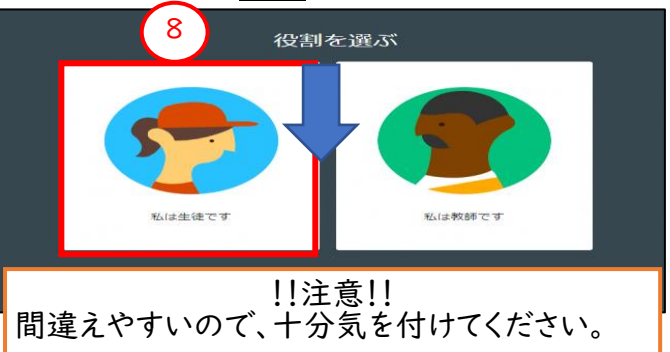 8
役割を選ぶ
私は生徒です
私は教師です
!!注意!!
間違えやすいので、十分気を付けてください。